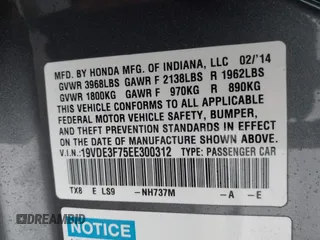 MFD. BY HONDA MFG. OF INDIANA, LLC 02/'14
GVWR 3968LBS GAWR F 2138LBS R 1962LBS
GVWR 1800KG GAWR F 970KG R 890KG
THIS VEHICLE CONFORMS TO ALL APPLICABLE
FEDERAL MOTOR VEHICLE SAFETY, BUMPER,
AND THEFT PREVENTION STANDARDS IN EFFECT ON
THE DATE OF MANUFACTURE SHOWN ABOVE.
V.I.N.: 19VDE3F75EE300312 TYPE: PASSENGER CAR
TX8 E LS9 -NH737M -A -E
NOTICE
DREAMBID